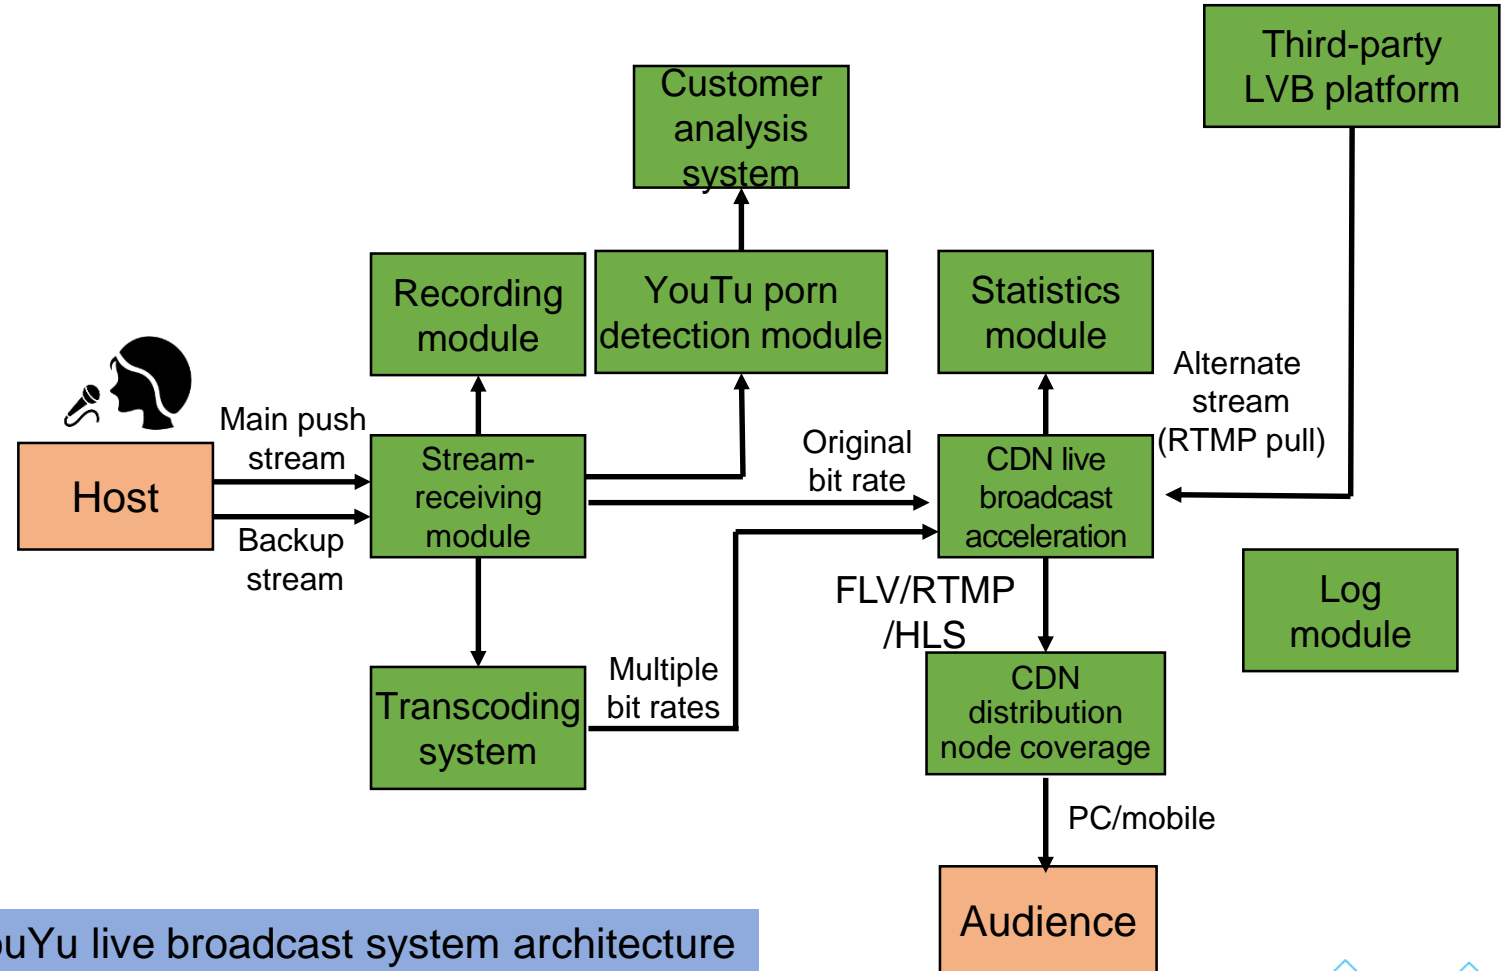 Third-party
LVB platform
Customer
analysis
system
Recording
module
YouTu porn
detection module
Statistics
module
Alternate
stream
(RTMP pull)
Main push
stream
Host
Backup
stream
Stream-
receiving
module
Original
bit rate
CDN live
broadcast
acceleration
FLV/RTMP
/HLS
Log
module
Transcoding
system
Multiple
bit rates
CDN
distribution
node coverage
PC/mobile
Audience
uYu live broadcast system architecture